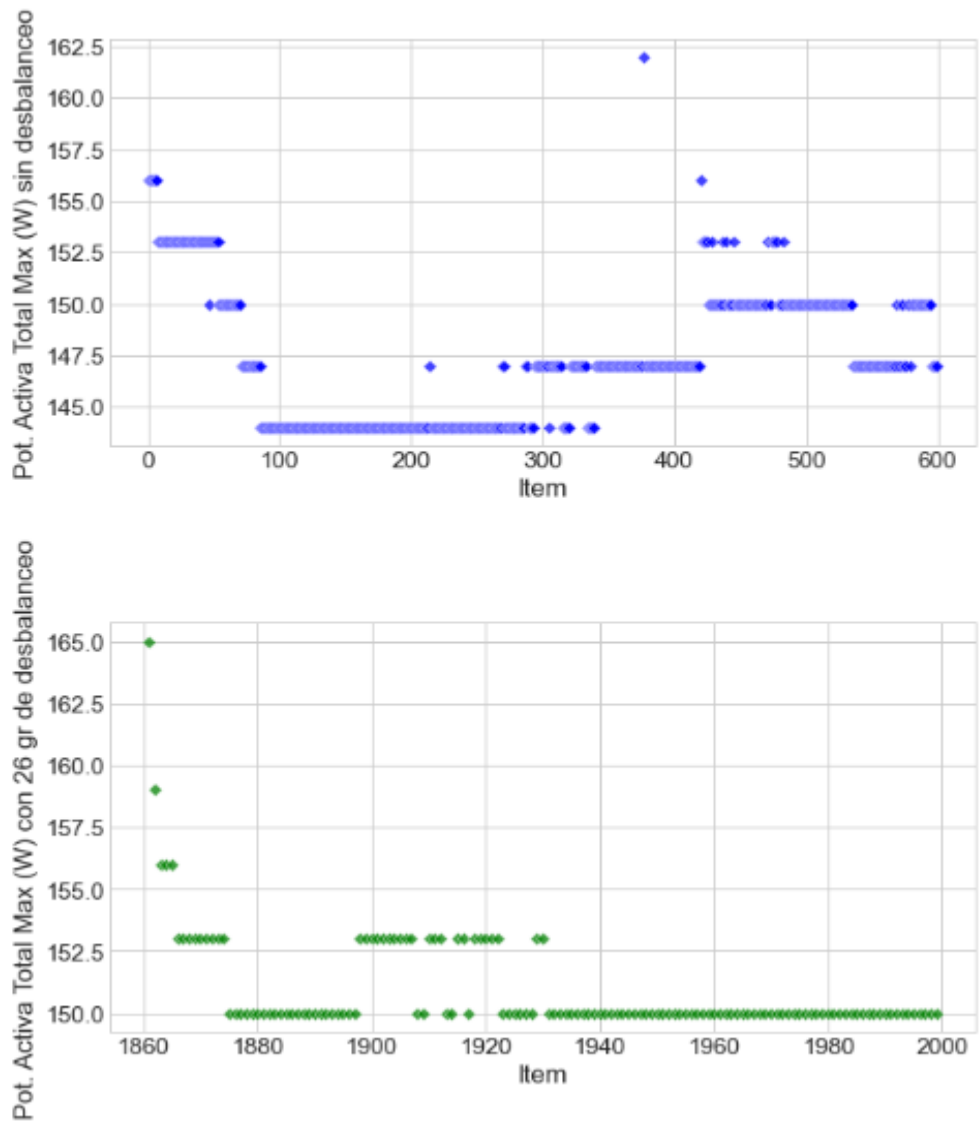 Pot. Activa Total Max (W) sin desbalanceo
162.5
160.0
157.5
155.0
152.5
150.0
147.5
145.0
0 100 200 300 400 500 600
Item
Pot. Activa Total Max (W) con 26 gr de desbalanceo
165.0
162.5
160.0
157.5
155.0
152.5
150.0
1860 1880 1900 1920 1940 1960 1980 2000
Item